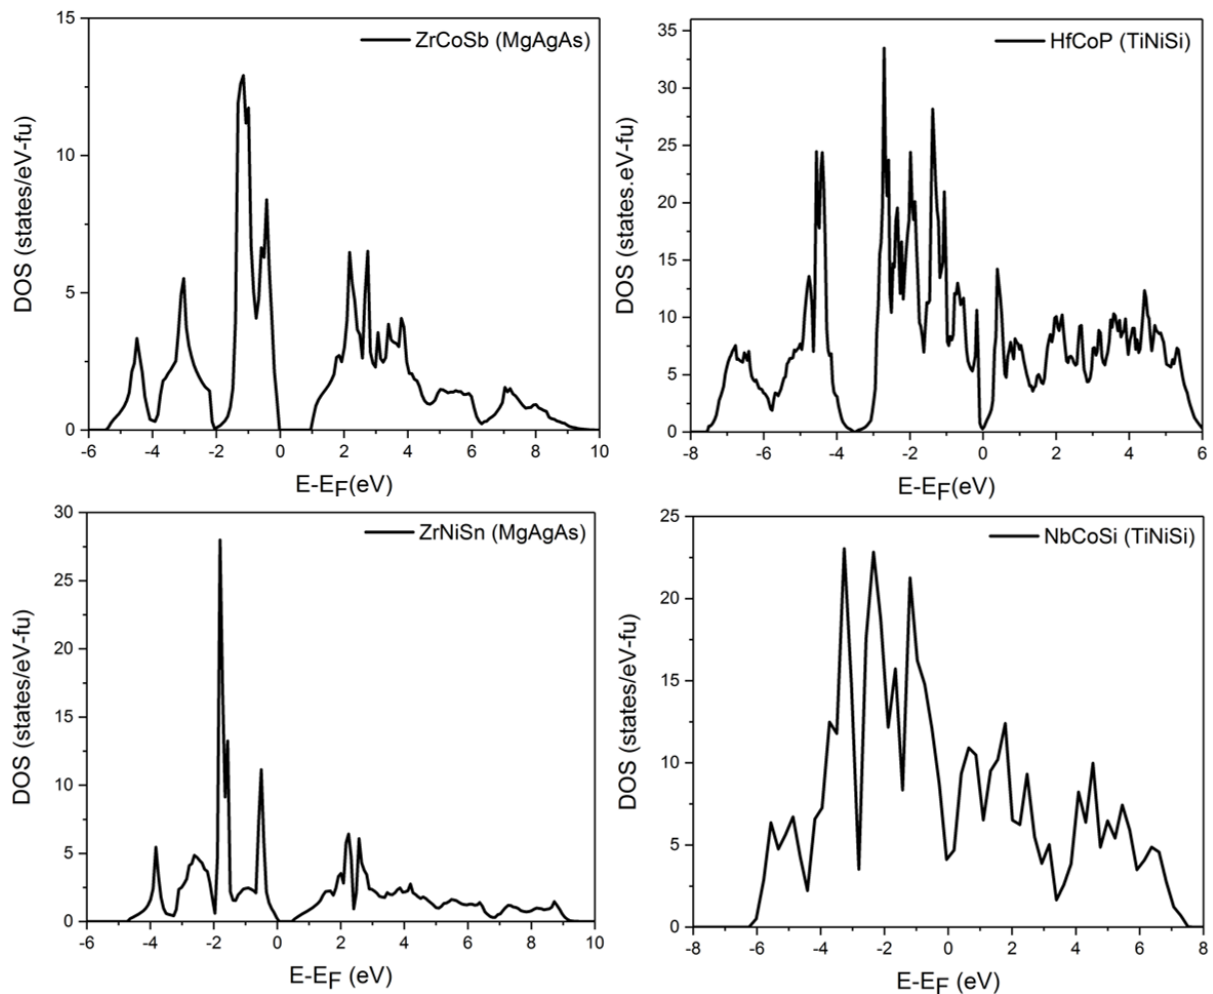 ZrCoSb (MgAgAs)
15
10
5
0
DOS (states/eV-fu)
-6 -4 -2 0 2 4 6 8 10
E-EF(eV)
HfCoP (TiNiSi)
35
30
25
20
15
10
5
0
DOS (states.eV-fu)
-8 -6 -4 -2 0 2 4 6
E-EF(eV)
ZrNiSn (MgAgAs)
30
25
20
15
10
5
0
DOS (states/eV-fu)
-6 -4 -2 0 2 4 6 8 10
E-EF (eV)
NbCoSi (TiNiSi)
25
20
15
10
5
0
DOS (states/eV-fu)
-8 -6 -4 -2 0 2 4 6 8
E-EF (eV)